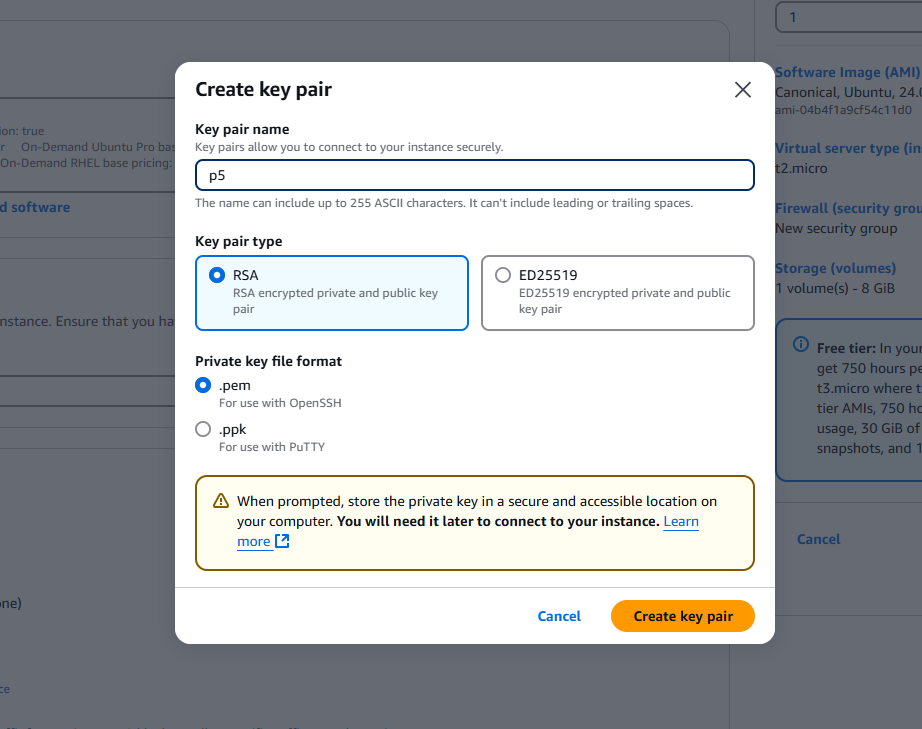 Create key pair
Key pair name
Key pairs allow you to connect to your instance securely.
p5
The name can include up to 255 ASCII characters. It can't include leading or trailing spaces.
Key pair type
RSA
RSA encrypted private and public key
pair
ED25519
ED25519 encrypted private and public
key pair
Private key file format
.pem
For use with OpenSSH
.ppk
For use with PuTTY
When prompted, store the private key in a secure and accessible location on
your computer. You will need it later to connect to your instance. Learn
more
Cancel
Create key pair
ion: true
r On-Demand Ubuntu Pro bas
On-Demand RHEL base pricing:
d software
nstance. Ensure that you ha
one)
ce
1
Software Image (AMI)
Canonical, Ubuntu, 24.0
ami-04b4f1a9cf54c11d0
Virtual server type (ins
t2.micro
Firewall (security grou
New security group
Storage (volumes)
1 volume(s) - 8 GiB
Free tier: In your
get 750 hours pe
t3.micro where t
tier AMIs, 750 ho
usage, 30 GiB of
snapshots, and 1
Cancel